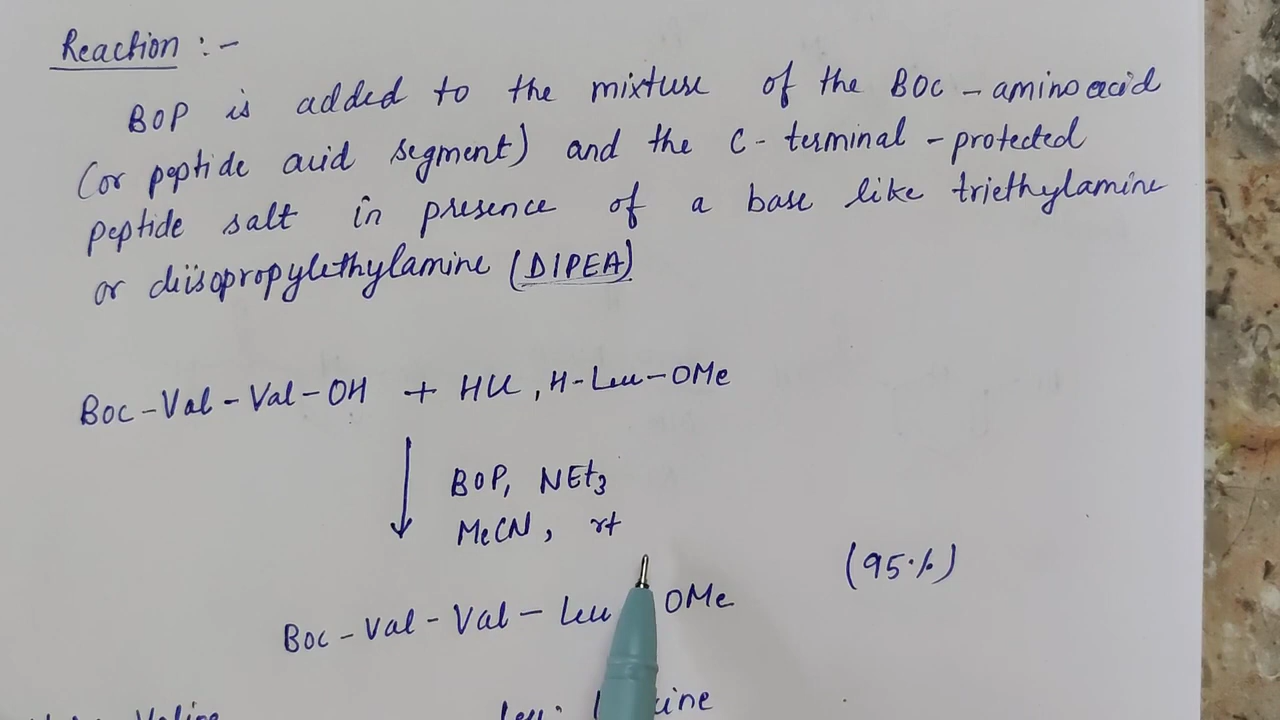 Reaction :-
BOP is added to the mixture of the BOC - amino acid
(or peptide acid segment) and the C - terminal - protected
peptide salt in presence of a base like triethylamine
or diisopropylethylamine (DIPEA)
Boc - Val - Val - OH + HCl, H - Leu - OMe
BOP, NEt3
MeCN, rt
(95%)
Boc - Val - Val - Leu OMe
Valine Leu: